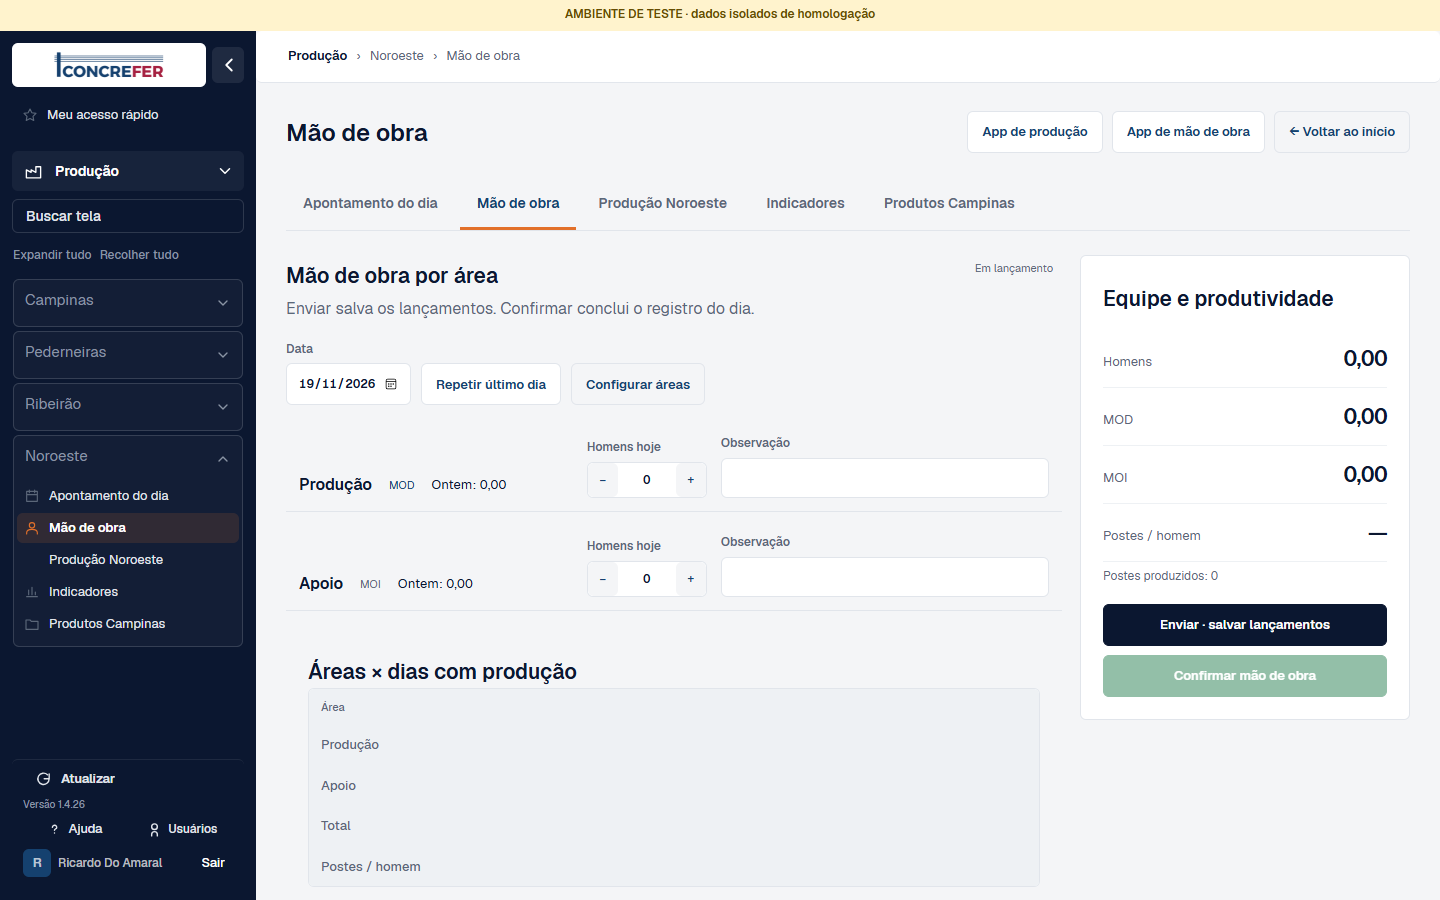 AMBIENTE DE TESTE · dados isolados de homologação
CONCREFER
Meu acesso rápido
Produção
Buscar tela
Expandir tudo Recolher tudo
Campinas
Pederneiras
Ribeirão
Noroeste
Apontamento do dia
Mão de obra
Produção Noroeste
Indicadores
Produtos Campinas
Atualizar
Versão 1.4.26
? Ajuda Usuários
R Ricardo Do Amaral Sair
Produção › Noroeste › Mão de obra
Mão de obra
App de produção App de mão de obra ← Voltar ao início
Apontamento do dia Mão de obra Produção Noroeste Indicadores Produtos Campinas
Mão de obra por área
Em lançamento
Enviar salva os lançamentos. Confirmar conclui o registro do dia.
Data
19/11/2026 Repetir último dia Configurar áreas
Homens hoje Observação
Produção MOD Ontem: 0,00 − 0 +
Homens hoje Observação
Apoio MOI Ontem: 0,00 − 0 +
Áreas × dias com produção
Área
Produção
Apoio
Total
Postes / homem
Equipe e produtividade
Homens 0,00
MOD 0,00
MOI 0,00
Postes / homem —
Postes produzidos: 0
Enviar · salvar lançamentos
Confirmar mão de obra